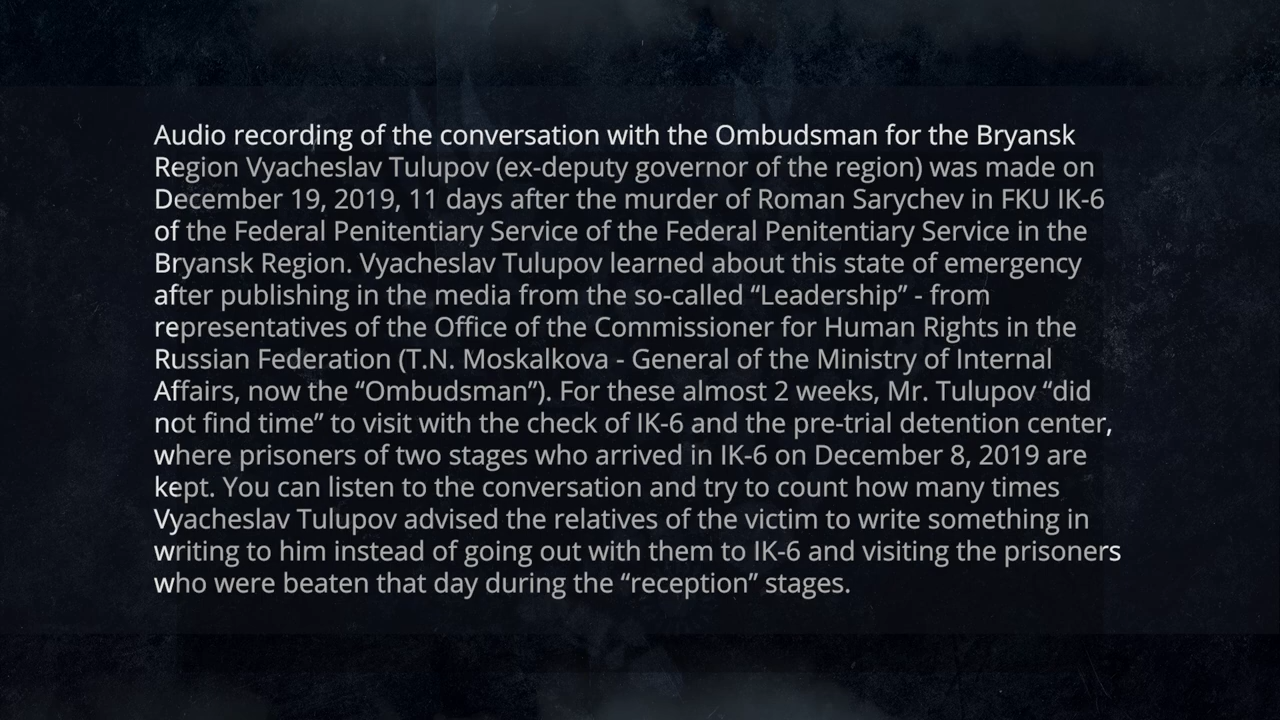 Audio recording of the conversation with the Ombudsman for the Bryansk
Region Vyacheslav Tulupov (ex-deputy governor of the region) was made on
December 19, 2019, 11 days after the murder of Roman Sarychev in FKU IK-6
of the Federal Penitentiary Service of the Federal Penitentiary Service in the
Bryansk Region. Vyacheslav Tulupov learned about this state of emergency
after publishing in the media from the so-called “Leadership” - from
representatives of the Office of the Commissioner for Human Rights in the
Russian Federation (T.N. Moskalkova - General of the Ministry of Internal
Affairs, now the “Ombudsman”). For these almost 2 weeks, Mr. Tulupov “did
not find time” to visit with the check of IK-6 and the pre-trial detention center,
where prisoners of two stages who arrived in IK-6 on December 8, 2019 are
kept. You can listen to the conversation and try to count how many times
Vyacheslav Tulupov advised the relatives of the victim to write something in
writing to him instead of going out with them to IK-6 and visiting the prisoners
who were beaten that day during the “reception” stages.